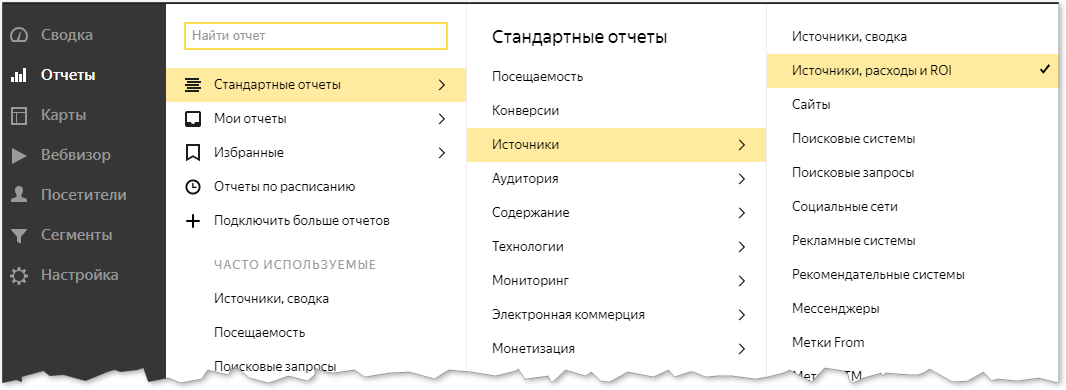 Сводка
Отчеты
Карты
Вебвизор
Посетители
Сегменты
Настройка
Найти отчет
Стандартные отчеты
Мои отчеты
Избранные
Отчеты по расписанию
Подключить больше отчетов
ЧАСТО ИСПОЛЬЗУЕМЫЕ
Источники, сводка
Посещаемость
Поисковые запросы
Стандартные отчеты
Посещаемость
Конверсии
Источники
Аудитория
Содержание
Технологии
Мониторинг
Электронная коммерция
Монетизация
Источники, сводка
Источники, расходы и ROI
Сайты
Поисковые системы
Поисковые запросы
Социальные сети
Рекламные системы
Рекомендательные системы
Мессенджеры
Метки From